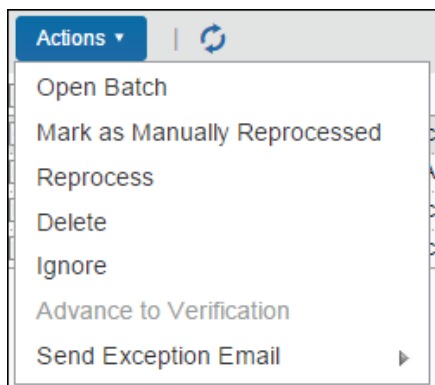 Actions
Open Batch
Mark as Manually Reprocessed
Reprocess
Delete
Ignore
Advance to Verification
Send Exception Email